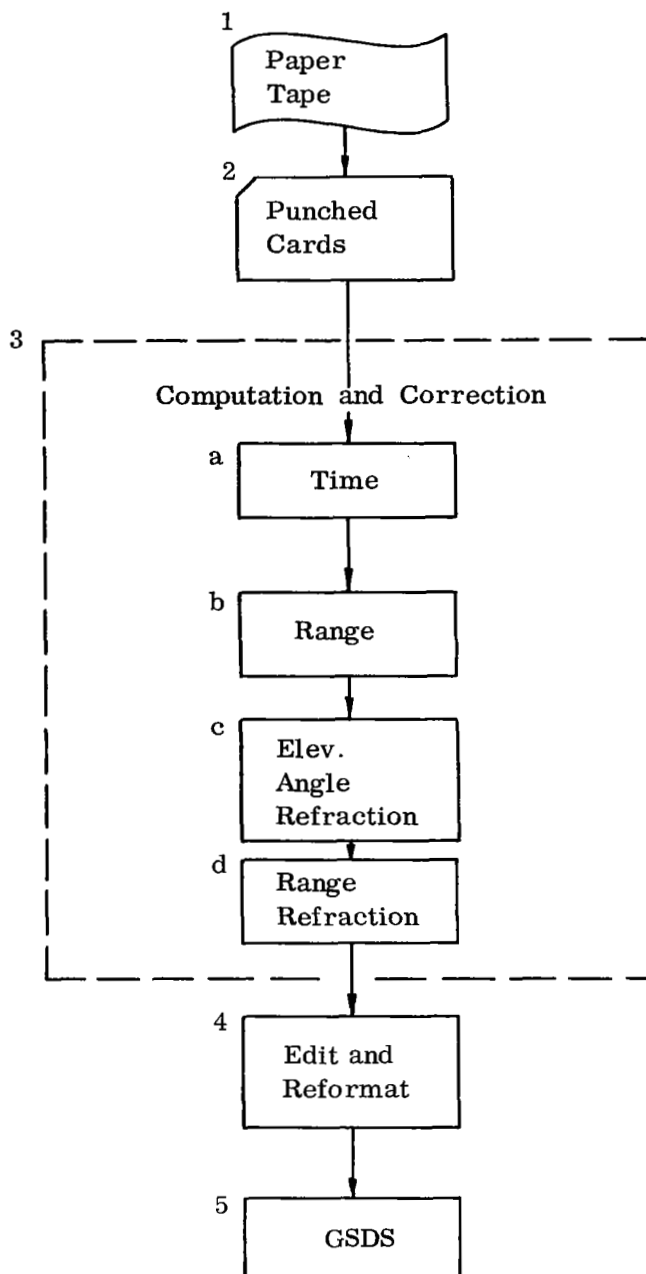 1
Paper
Tape
2
Punched
Cards
3
Computation and Correction
a
Time
b
Range
c
Elev.
Angle
Refraction
d
Range
Refraction
4
Edit and
Reformat
5
GSDS